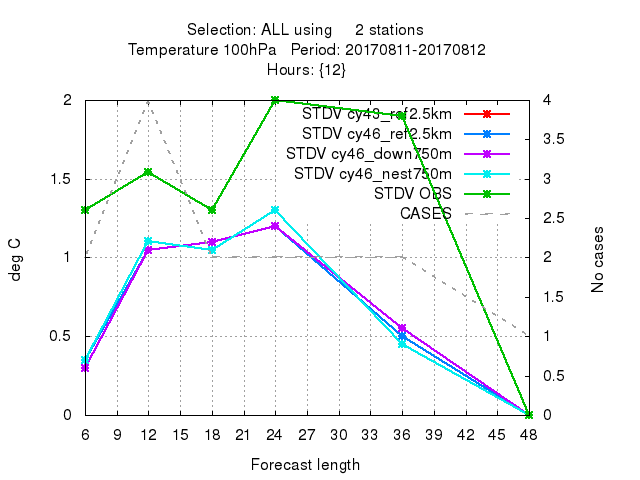 Selection: ALL using 2 stations
Temperature 100hPa Period: 20170811-20170812
Hours: {12}
2 4
STDV cy43_ref2.5km
3.5
STDV cy46_ref2.5km
STDV cy46_down750m
1.5 3
STDV cy46_nest750m
STDV OBS
CASES
2.5
deg C
1 2
No cases
1.5
0.5 1
0.5
0 0
6 9 12 15 18 21 24 27 30 33 36 39 42 45 48
Forecast length